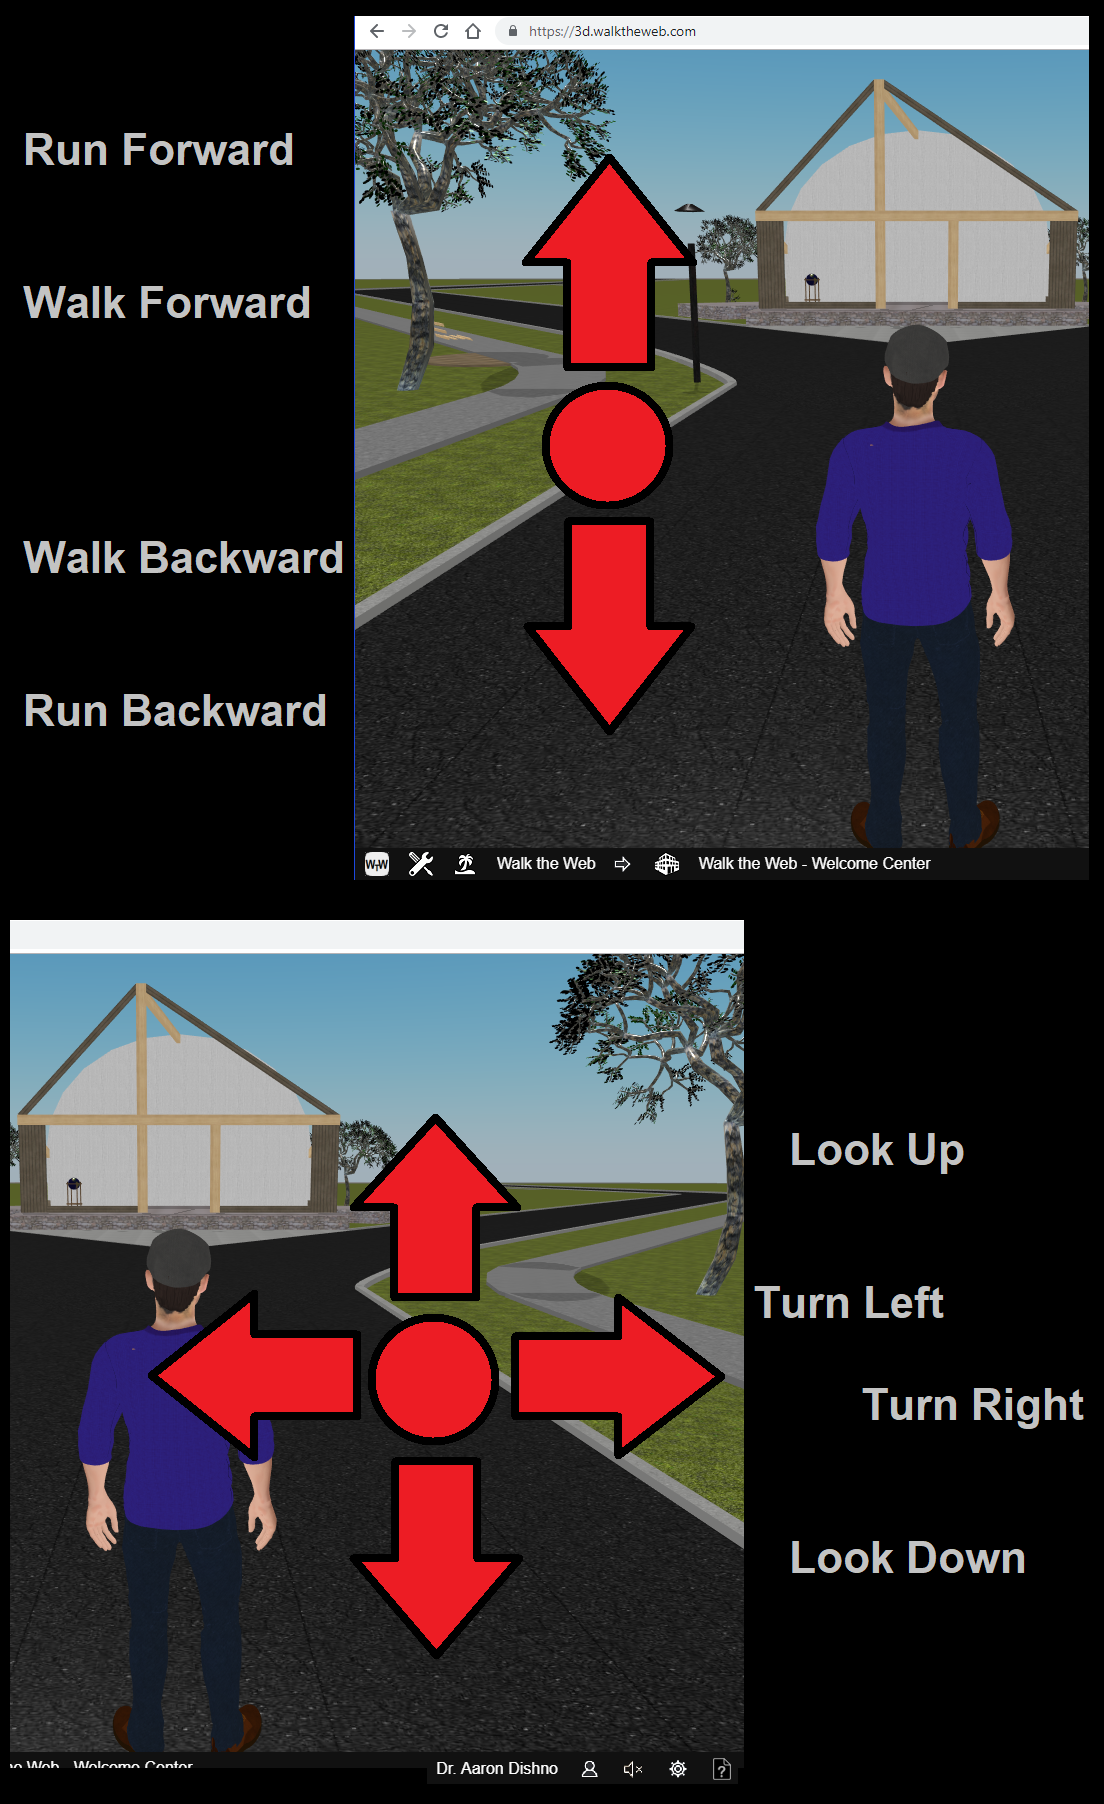 https://3d.walktheweb.com
Run Forward
Walk Forward
Walk Backward
Run Backward
WTW Walk the Web Walk the Web - Welcome Center
Look Up
Turn Left
Turn Right
Look Down
Web - Welcome Center
Dr. Aaron Dishno
?